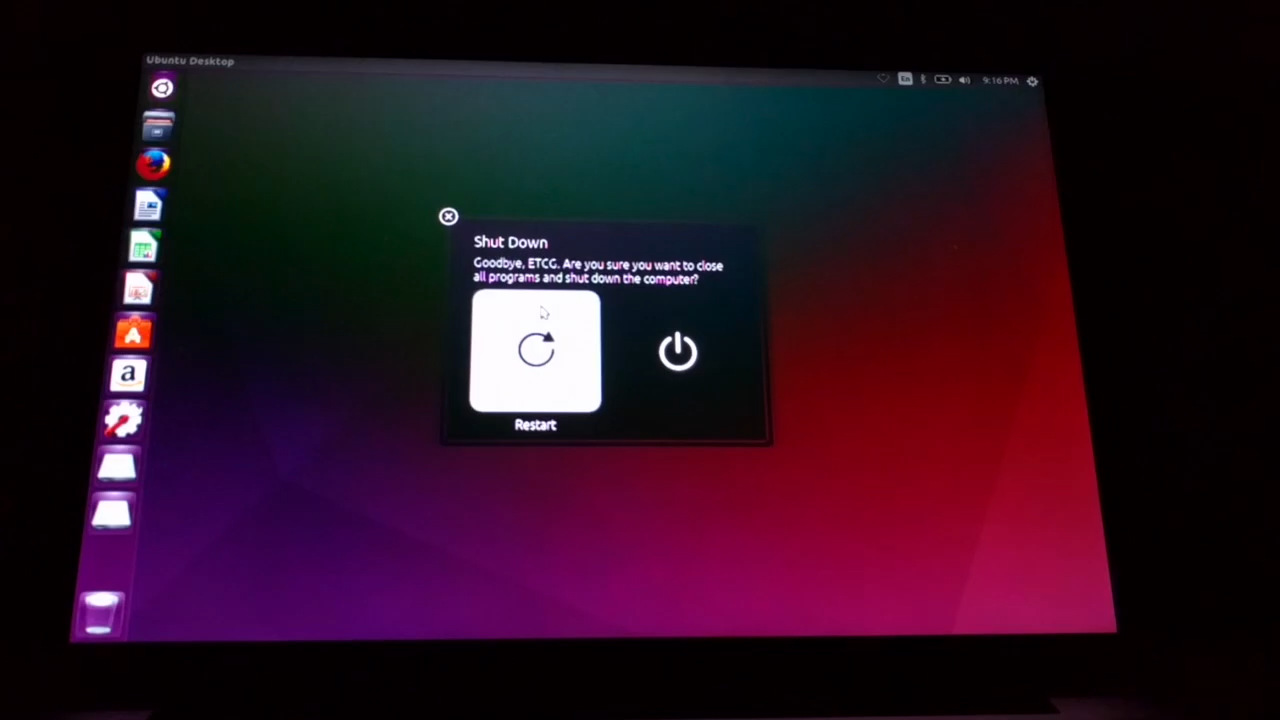 Ubuntu Desktop
En
9:16 PM
Shut Down
Goodbye, ETCG. Are you sure you want to close
all programs and shut down the computer?
Restart
a